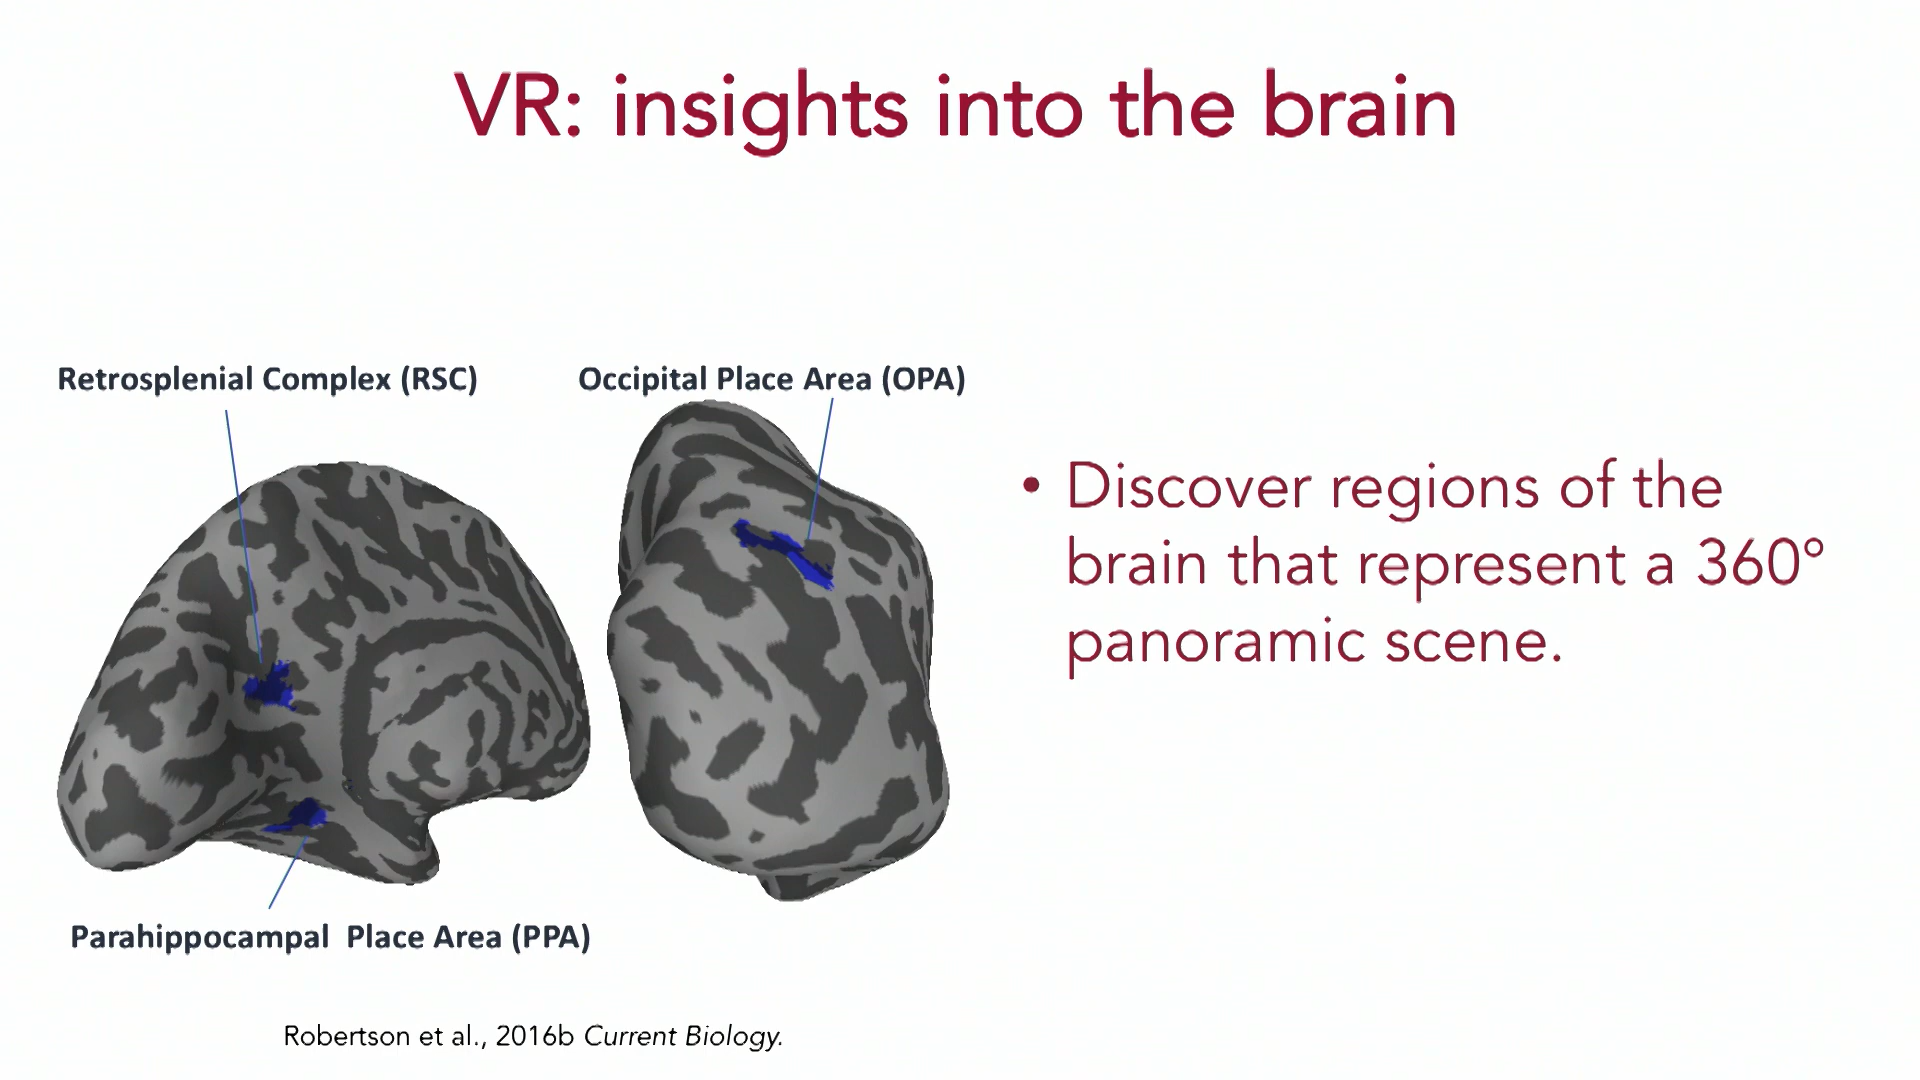 VR: insights into the brain
Retrosplenial Complex (RSC)
Occipital Place Area (OPA)
• Discover regions of the
brain that represent a 360°
panoramic scene.
Parahippocampal Place Area (PPA)
Robertson et al., 2016b Current Biology.